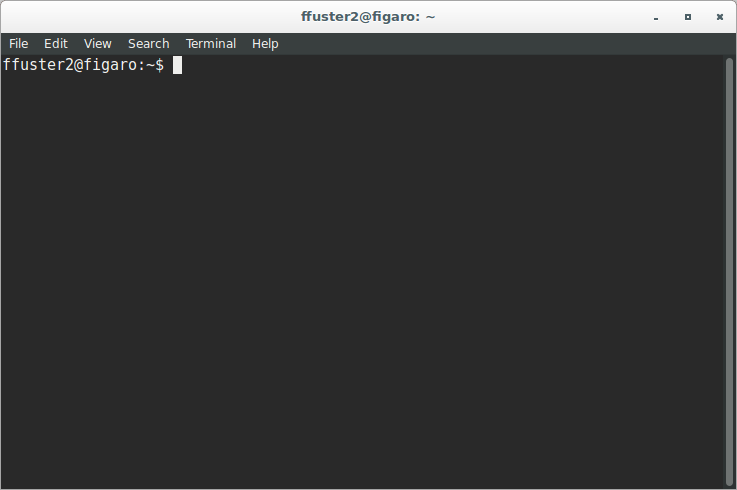 ffuster2@figaro: ~
File Edit View Search Terminal Help
ffuster2@figaro:~$